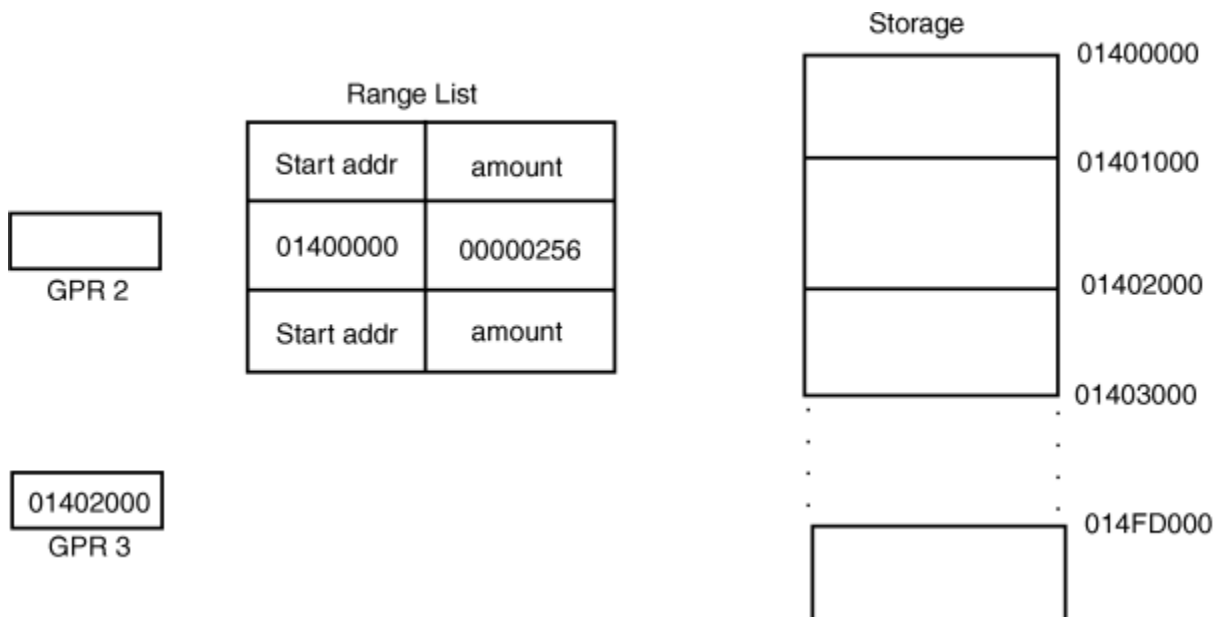 Storage
01400000
Range List
Start addr amount
01401000
01400000 00000256
GPR 2
01402000
Start addr amount
01403000
01402000
GPR 3
014FD000